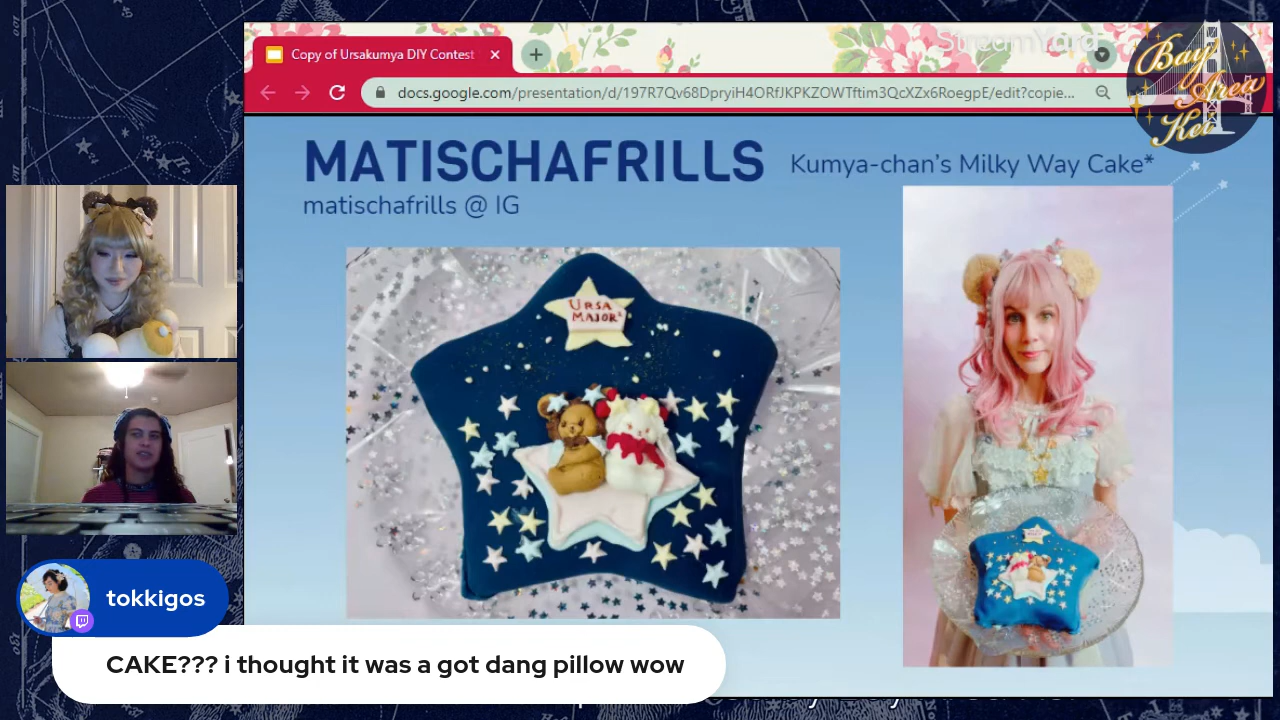 Copy of Ursakumya DIY Contest
StreamYard
docs.google.com/presentation/d/197R7Qv68DpryiH4ORfJKPKZOWTftim3QcXZx6RoegpE/edit?copie...
Bay
Area
Kei
MATISCHAFRILLS
Kumya-chan's Milky Way Cake*
matischafrills @ IG
URSA
MAJOR
tokkigos
CAKE??? i thought it was a got dang pillow wow